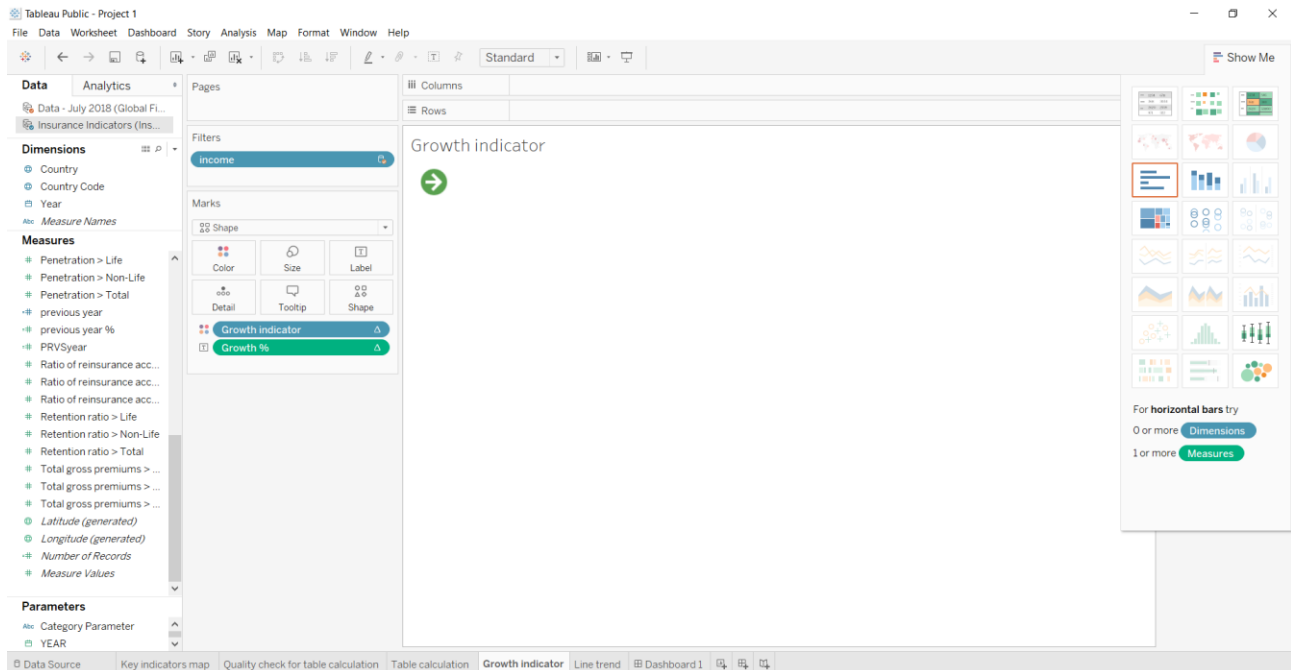 Tableau Public - Project 1
File Data Worksheet Dashboard Story Analysis Map Format Window Help
Standard
Show Me
Data Analytics
Data - July 2018 (Global Fi...
Insurance Indicators (Ins...
Dimensions
Country
Country Code
Year
Abc Measure Names
Measures
# Penetration > Life
# Penetration > Non-Life
# Penetration > Total
=# previous year
=# previous year %
=# PRVSyear
# Ratio of reinsurance acc...
# Ratio of reinsurance acc...
# Ratio of reinsurance acc...
# Retention ratio > Life
# Retention ratio > Non-Life
# Retention ratio > Total
# Total gross premiums > ...
# Total gross premiums > ...
# Total gross premiums > ...
Latitude (generated)
Longitude (generated)
=# Number of Records
# Measure Values
Parameters
Abc Category Parameter
YEAR
Pages
Filters
income
Marks
Shape
Color Size Label
Detail Tooltip Shape
Growth indicator Δ
Growth % Δ
Columns
Rows
Growth indicator
For horizontal bars try
0 or more Dimensions
1 or more Measures
Data Source Key indicators map Quality check for table calculation Table calculation Growth indicator Line trend Dashboard 1